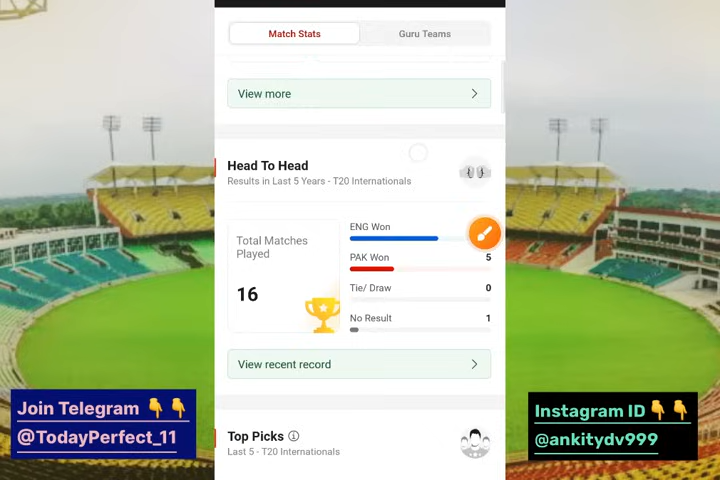 Match Stats
Guru Teams
View more
Head To Head
Results in Last 5 Years - T20 Internationals
Total Matches
Played
16
ENG Won
PAK Won 5
Tie/ Draw 0
No Result 1
View recent record
Top Picks
Last 5 - T20 Internationals
Join Telegram 👇👇
@TodayPerfect_11
Instagram ID👇👇
@ankitydv999